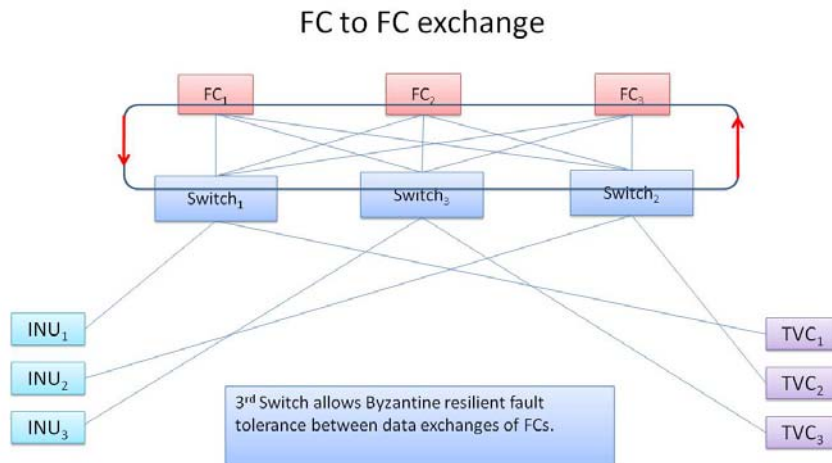 FC to FC exchange
FC₁
FC₂
FC₃
Switch₁
Switch₃
Switch₂
INU₁
TVC₁
INU₂
TVC₂
INU₃
TVC₃
3rd Switch allows Byzantine resilient fault
tolerance between data exchanges of FCs.